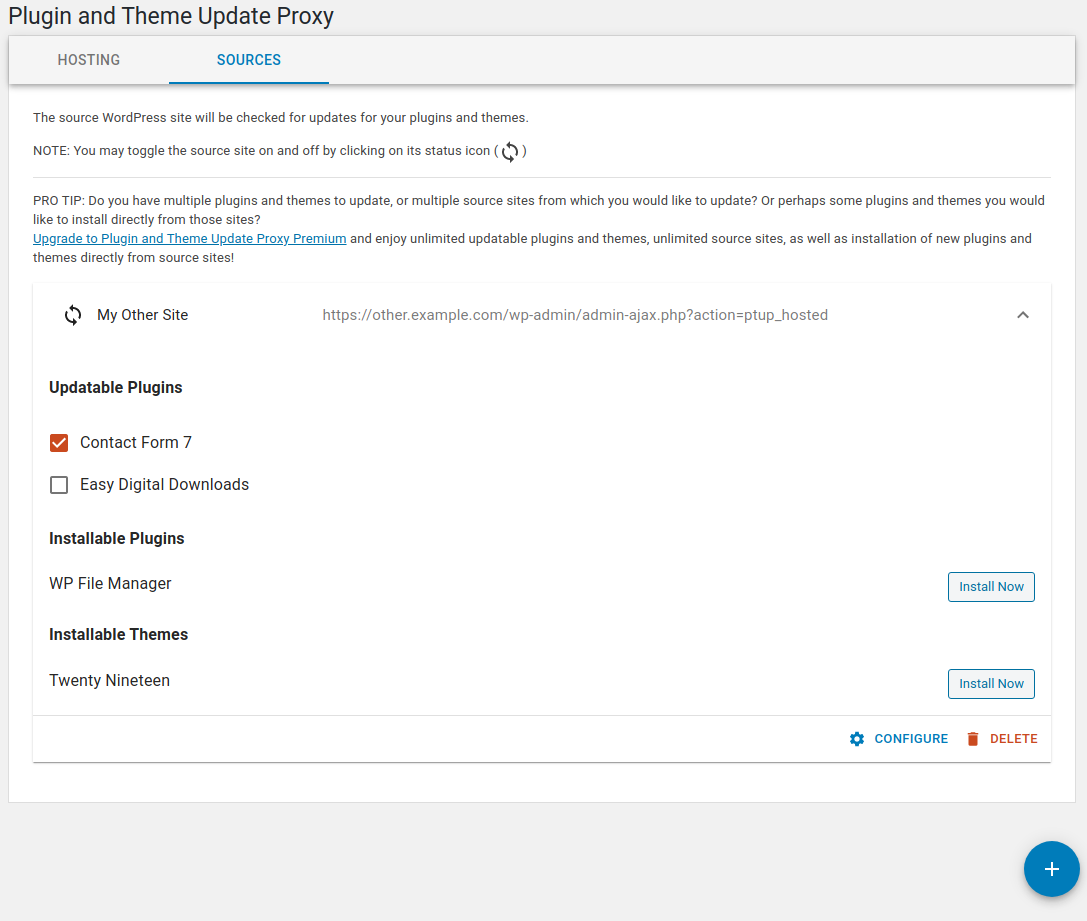 Plugin and Theme Update Proxy
HOSTING SOURCES
The source WordPress site will be checked for updates for your plugins and themes.
NOTE: You may toggle the source site on and off by clicking on its status icon ( )
PRO TIP: Do you have multiple plugins and themes to update, or multiple source sites from which you would like to update? Or perhaps some plugins and themes you would
like to install directly from those sites?
Upgrade to Plugin and Theme Update Proxy Premium and enjoy unlimited updatable plugins and themes, unlimited source sites, as well as installation of new plugins and
themes directly from source sites!
My Other Site https://other.example.com/wp-admin/admin-ajax.php?action=ptup_hosted
Updatable Plugins
Contact Form 7
Easy Digital Downloads
Installable Plugins
WP File Manager Install Now
Installable Themes
Twenty Nineteen Install Now
CONFIGURE DELETE